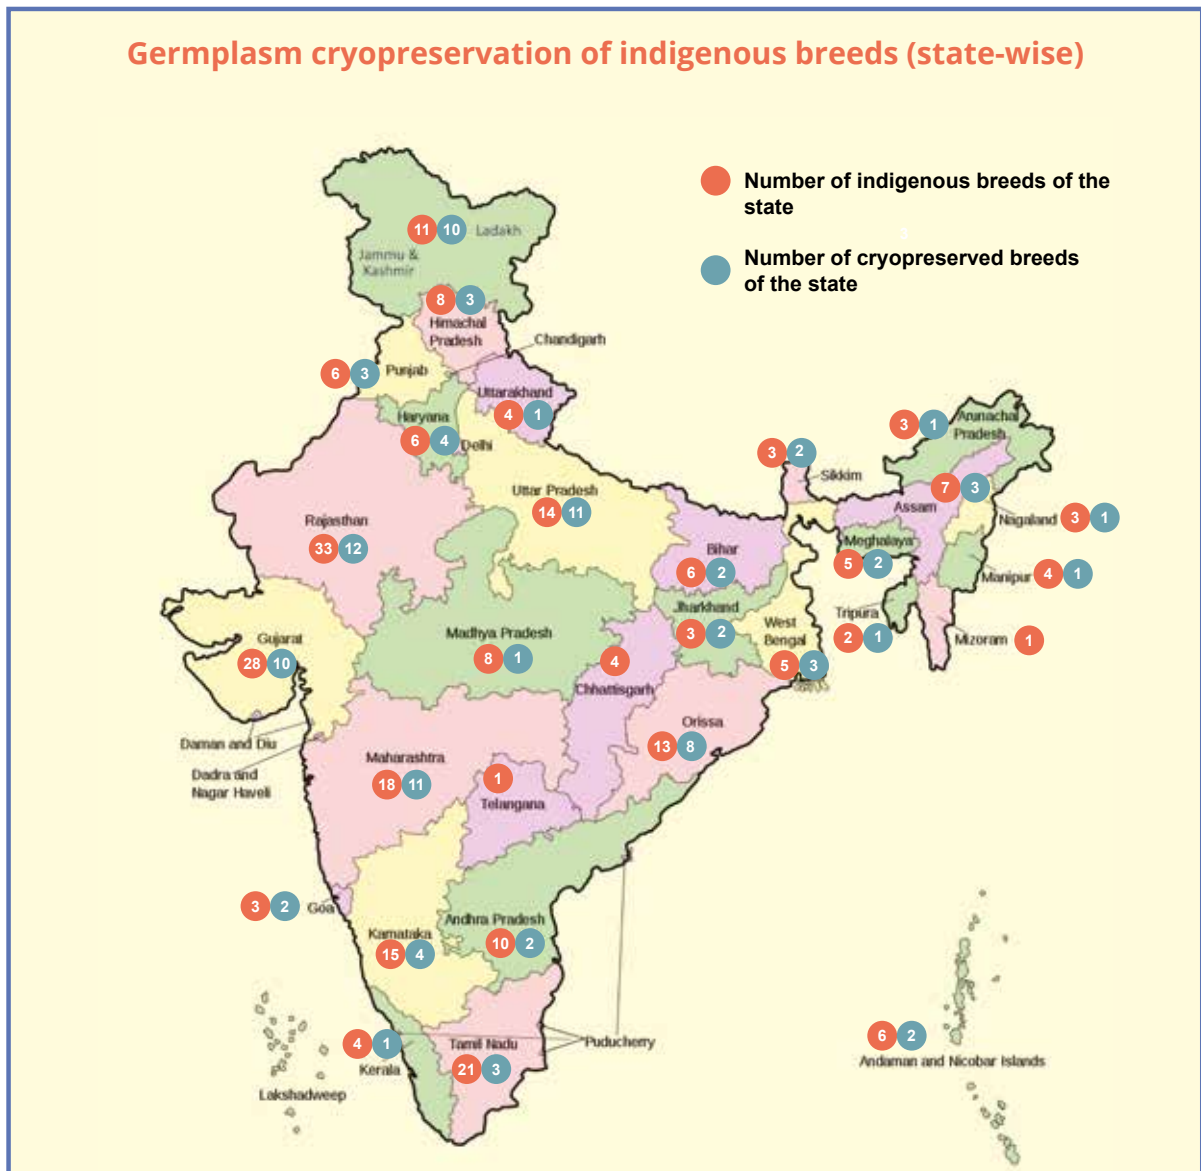 Germplasm cryopreservation of indigenous breeds (state-wise)
Number of indigenous breeds of the
state
Number of cryopreserved breeds
of the state
11 10
Ladakh
Jammu &
Kashmir
8 3
Himachal
Pradesh
Chandigarh
6 3
Punjab
Uttarakhand
4 1
Haryana
6 4
Delhi
3 1
Arunachal
Pradesh
3 2
Sikkim
7 3
Assam
Uttar Pradesh
14 11
Rajasthan
33 12
Nagaland
3 1
Meghalaya
5 2
Bihar
6 2
Manipur
4 1
Jharkhand
3 2
West
Bengal
5 3
Tripura
2 1
Mizoram
1
Gujarat
28 10
Madhya Pradesh
8 1
4
Chhattisgarh
Daman and Diu
Orissa
13 8
Dadra and
Nagar Haveli
Maharashtra
18 11
1
Telangana
3 2
Goa
Karnataka
15 4
Andhra Pradesh
10 2
4 1
Kerala
Tamil Nadu
21 3
Puducherry
6 2
Andaman and Nicobar Islands
Lakshadweep